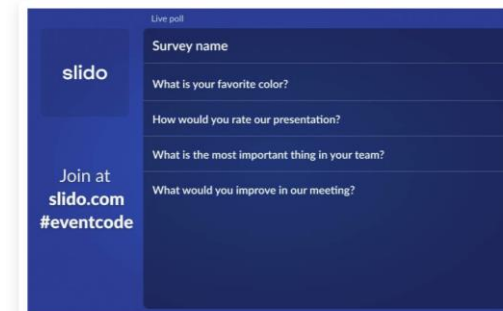 Live poll
slido
Survey name
What is your favorite color?
How would you rate our presentation?
What is the most important thing in your team?
What would you improve in our meeting?
Join at
slido.com
#eventcode